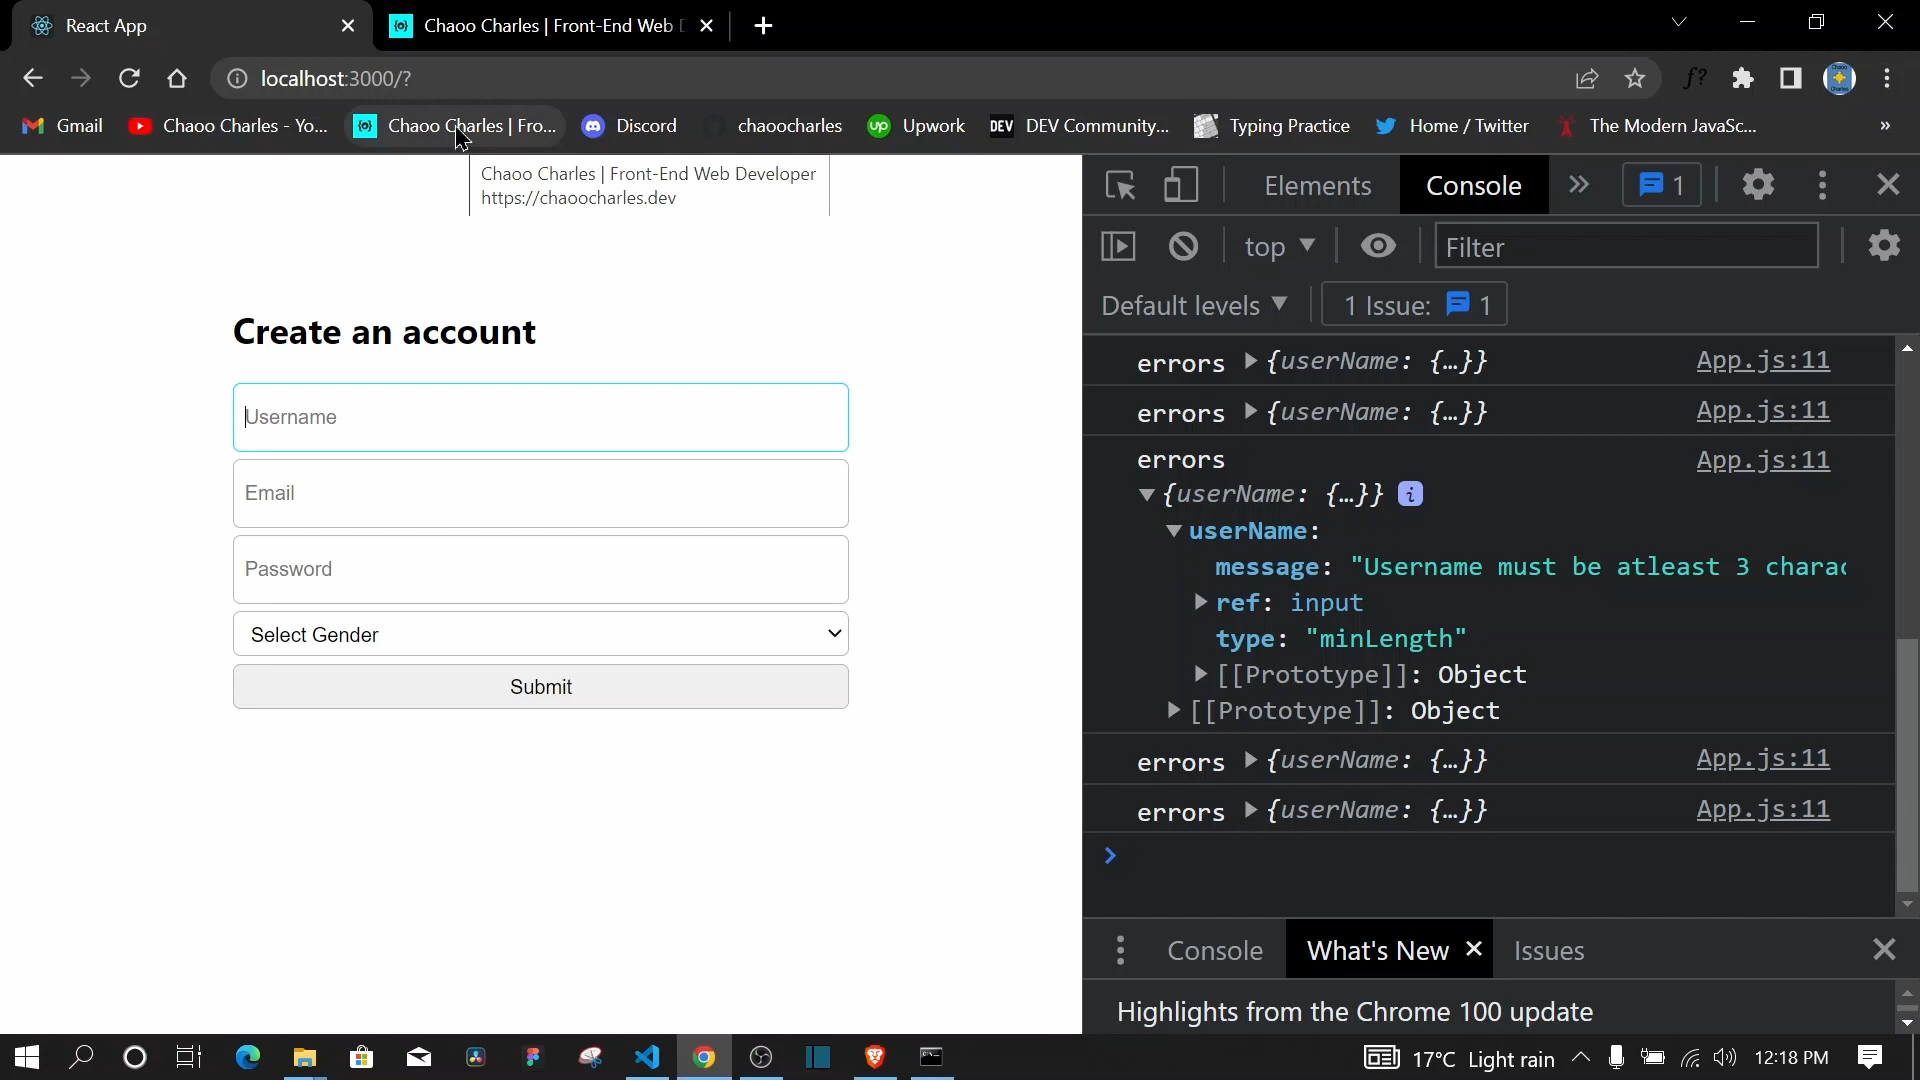 React App
Chaoo Charles | Front-End Web D
localhost:3000/?
f?
Gmail
Chaoo Charles - Yo...
Chaoo Charles | Fro...
Discord
chaoocharles
up Upwork
DEV DEV Community...
Typing Practice
Home / Twitter
The Modern JavaSc...
»
Chaoo Charles | Front-End Web Developer
https://chaoocharles.dev
Create an account
Username
Email
Password
Select Gender
Submit
Elements
Console
»
1
top
Filter
Default levels
1 Issue: 1
errors {userName: {…}} App.js:11
errors {userName: {…}} App.js:11
errors App.js:11
{userName: {…}} i
userName:
message: "Username must be atleast 3 charac
ref: input
type: "minLength"
[[Prototype]]: Object
[[Prototype]]: Object
errors {userName: {…}} App.js:11
errors {userName: {…}} App.js:11
Console
What's New
Issues
Highlights from the Chrome 100 update
17°C Light rain
12:18 PM